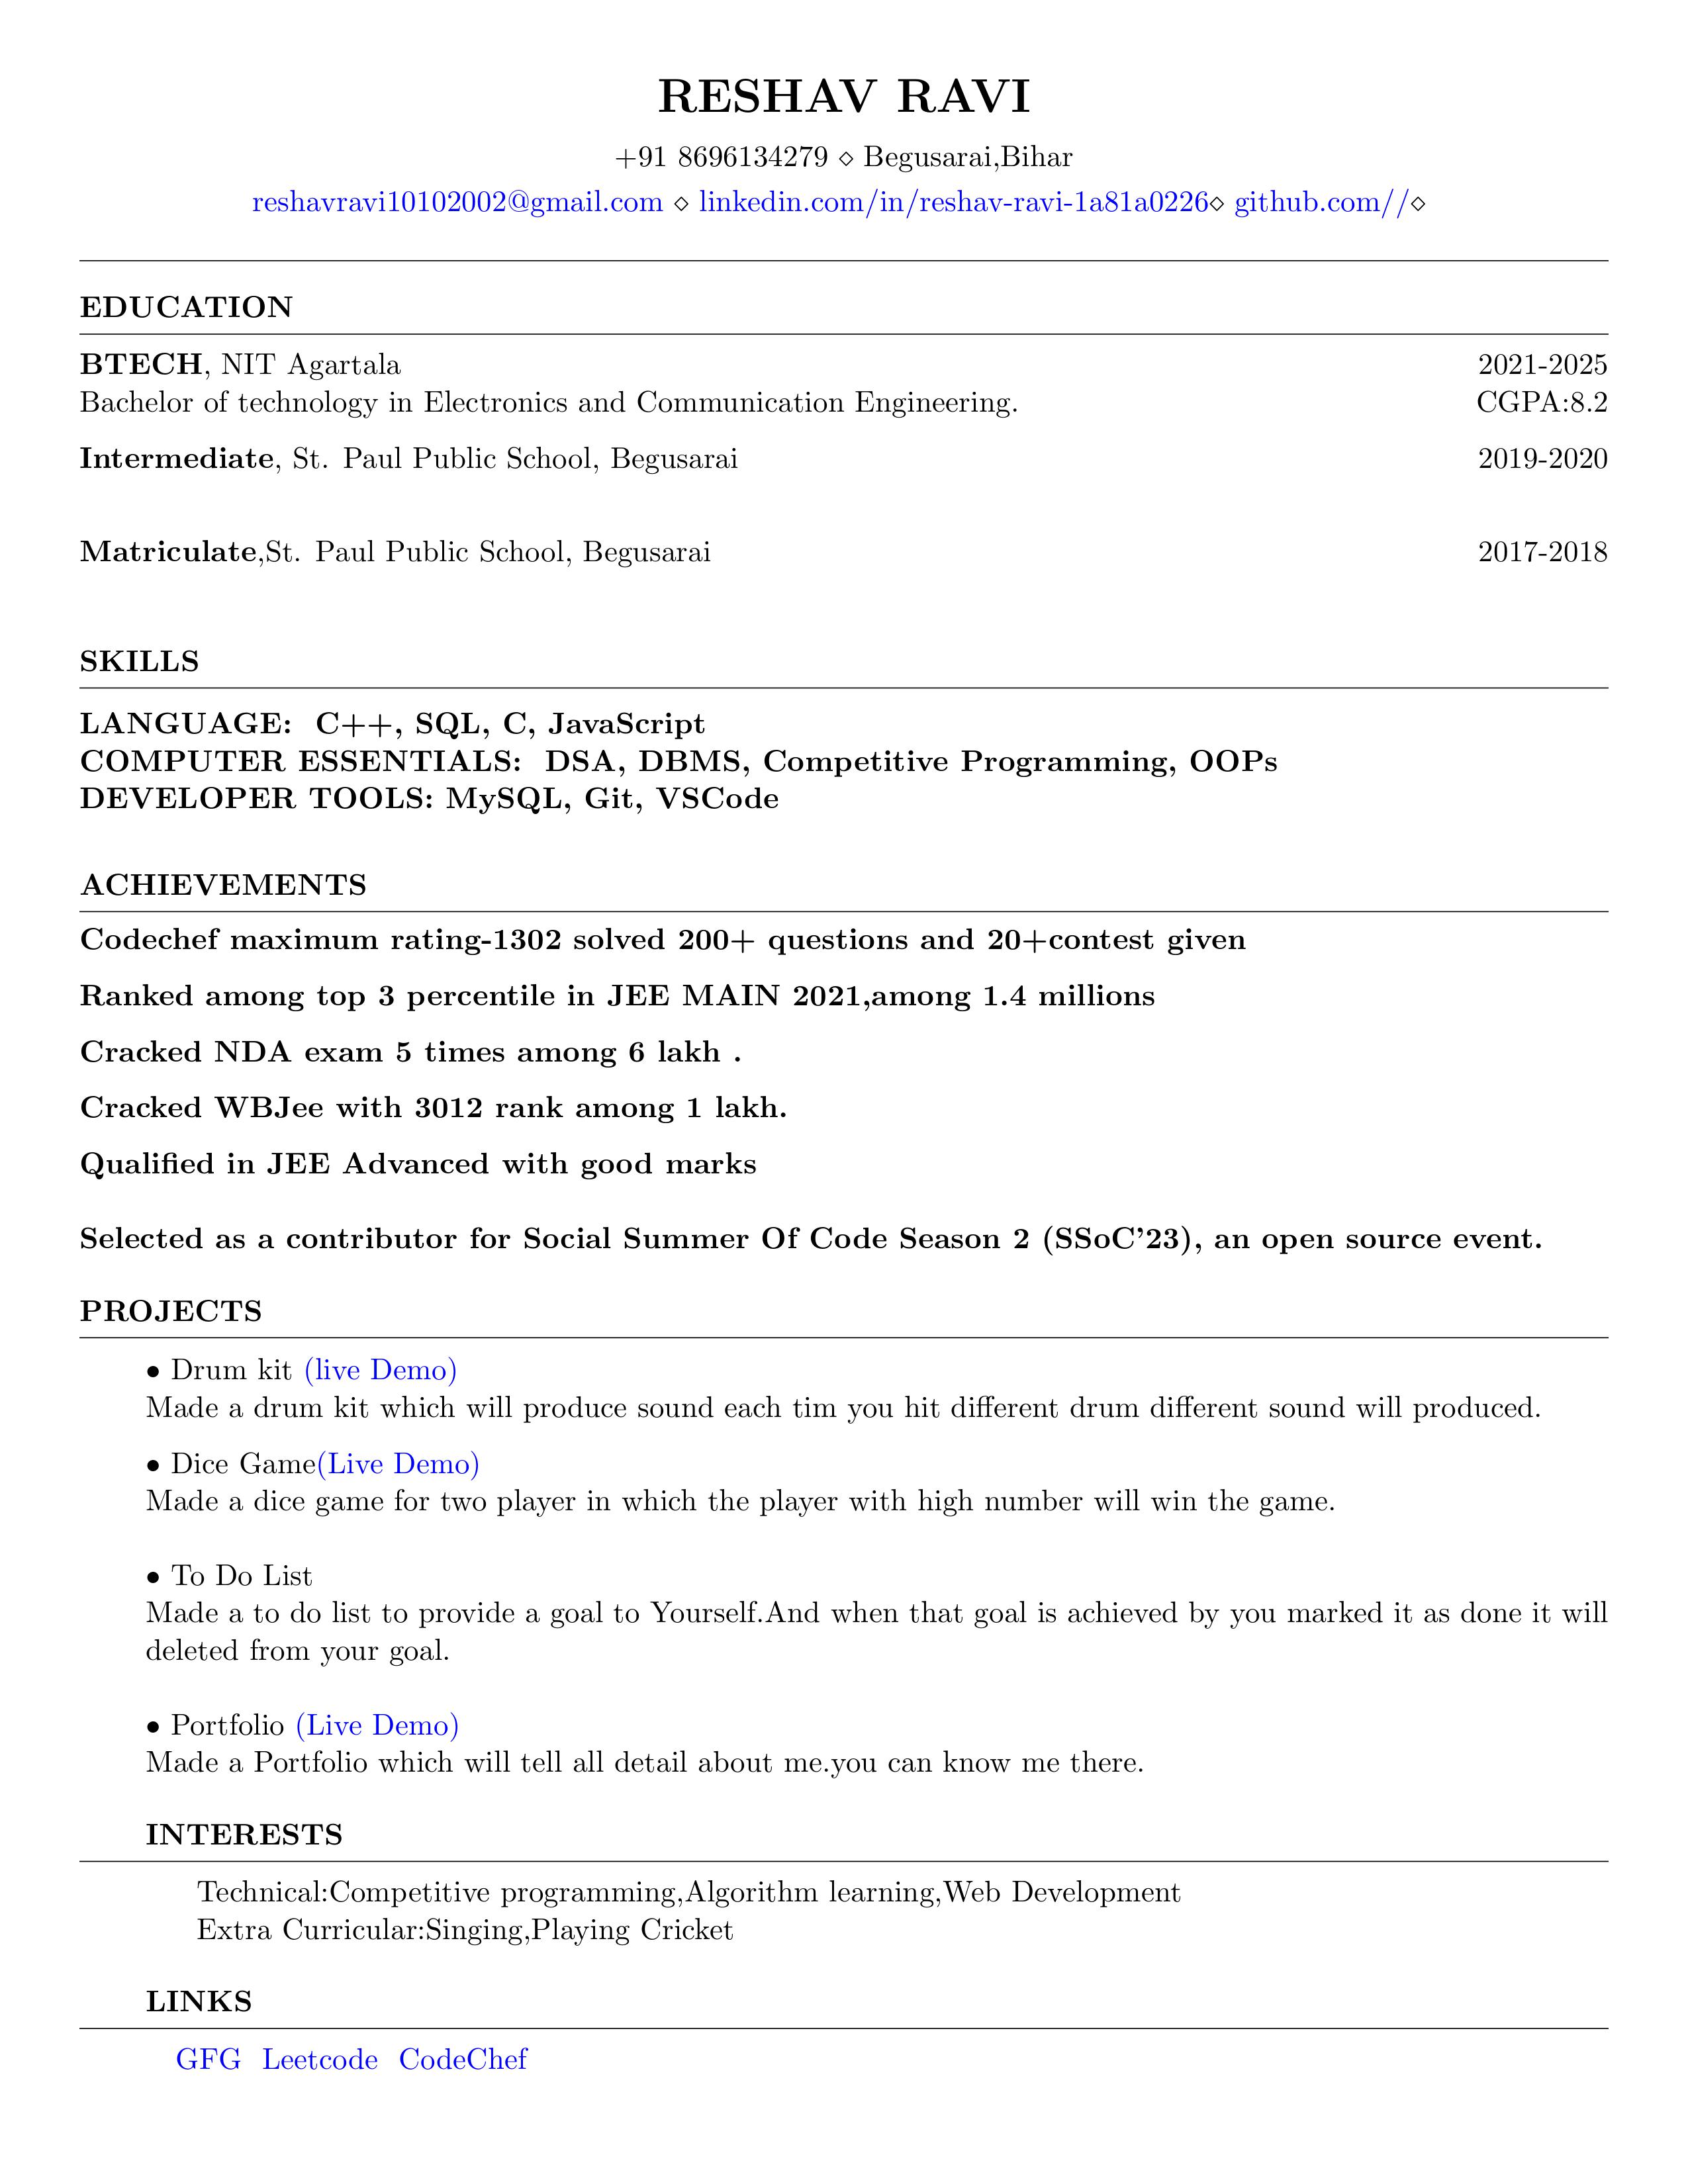 RESHAV RAVI
+91 8696134279 ⋄ Begusarai,Bihar
reshavravi10102002@gmail.com ⋄ linkedin.com/in/reshav-ravi-1a81a0226⋄ github.com//⋄
EDUCATION
BTECH, NIT Agartala 2021-2025
Bachelor of technology in Electronics and Communication Engineering. CGPA:8.2
Intermediate, St. Paul Public School, Begusarai 2019-2020
Matriculate,St. Paul Public School, Begusarai 2017-2018
SKILLS
LANGUAGE: C++, SQL, C, JavaScript
COMPUTER ESSENTIALS: DSA, DBMS, Competitive Programming, OOPs
DEVELOPER TOOLS: MySQL, Git, VSCode
ACHIEVEMENTS
Codechef maximum rating-1302 solved 200+ questions and 20+contest given
Ranked among top 3 percentile in JEE MAIN 2021,among 1.4 millions
Cracked NDA exam 5 times among 6 lakh .
Cracked WBJee with 3012 rank among 1 lakh.
Qualified in JEE Advanced with good marks
Selected as a contributor for Social Summer Of Code Season 2 (SSoC'23), an open source event.
PROJECTS
• Drum kit (live Demo)
Made a drum kit which will produce sound each tim you hit different drum different sound will produced.
• Dice Game(Live Demo)
Made a dice game for two player in which the player with high number will win the game.
• To Do List
Made a to do list to provide a goal to Yourself.And when that goal is achieved by you marked it as done it will
deleted from your goal.
• Portfolio (Live Demo)
Made a Portfolio which will tell all detail about me.you can know me there.
INTERESTS
Technical:Competitive programming,Algorithm learning,Web Development
Extra Curricular:Singing,Playing Cricket
LINKS
GFG Leetcode CodeChef